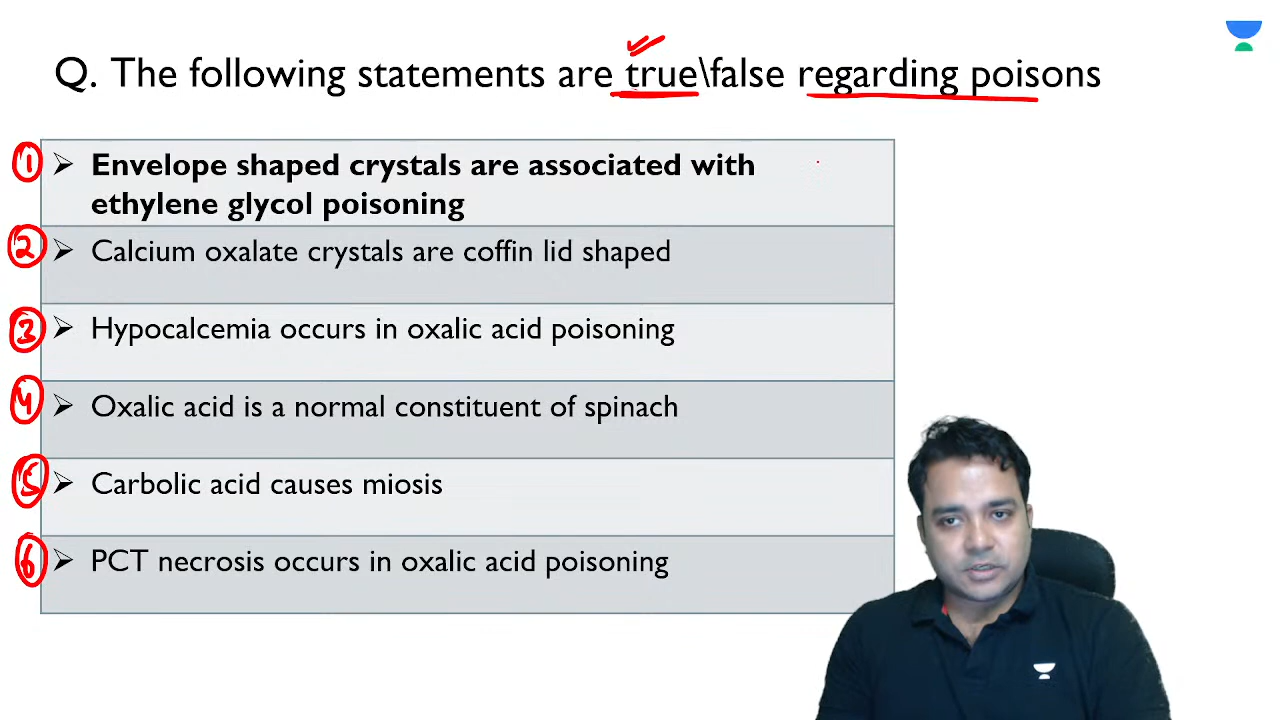 Q. The following statements are true\false regarding poisons
① ➢ Envelope shaped crystals are associated with
ethylene glycol poisoning
② ➢ Calcium oxalate crystals are coffin lid shaped
③ ➢ Hypocalcemia occurs in oxalic acid poisoning
④ ➢ Oxalic acid is a normal constituent of spinach
⑤ ➢ Carbolic acid causes miosis
⑥ ➢ PCT necrosis occurs in oxalic acid poisoning